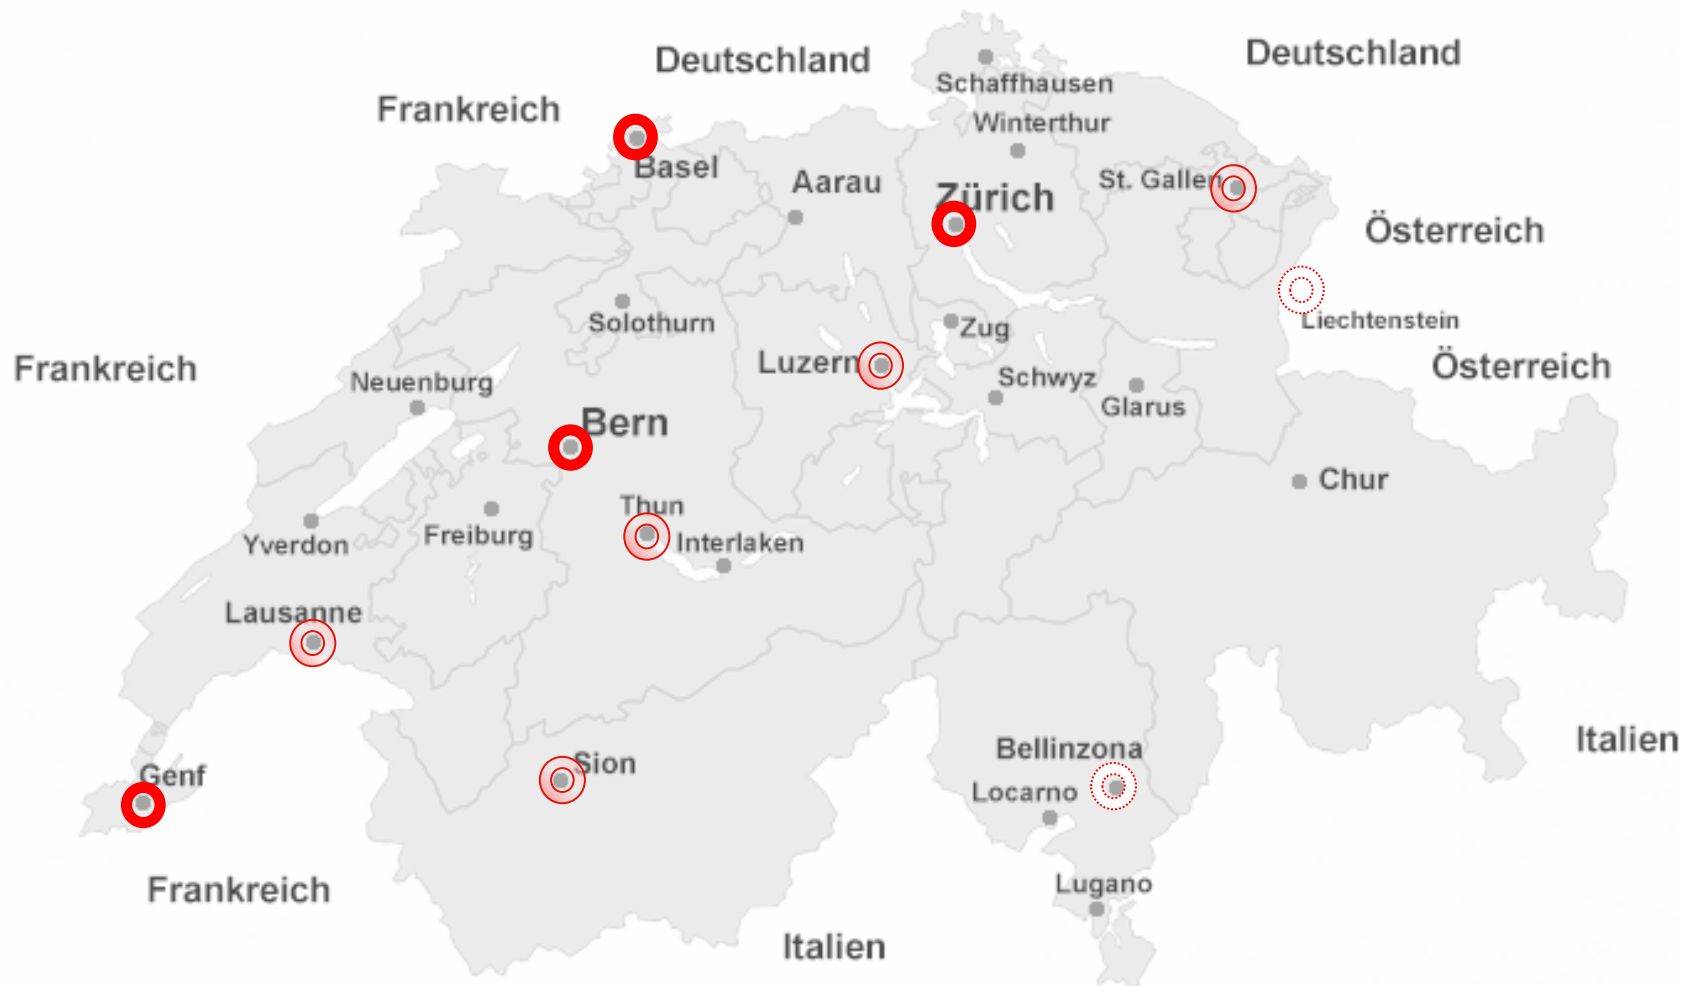 Deutschland
Deutschland
Schaffhausen
Frankreich
Winterthur
Basel
Aarau
St. Gallen
Zürich
Österreich
Solothurn
Zug
Liechtenstein
Frankreich
Neuenburg
Luzern
Schwyz
Glarus
Österreich
Bern
Chur
Thun
Yverdon
Freiburg
Interlaken
Lausanne
Bellinzona
Italien
Genf
Sion
Locarno
Frankreich
Lugano
Italien